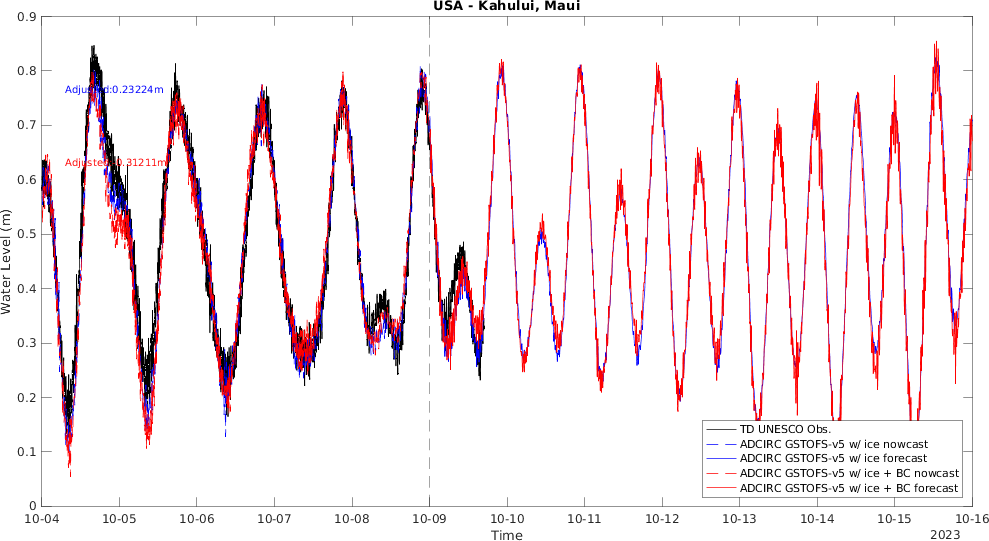 USA - Kahului, Maui
0.9
0.8
Adjusted:0.23224m
0.7
Adjusted:0.31211m
0.6
0.5
0.4
0.3
0.2
0.1
0
Water Level (m)
TD UNESCO Obs.
ADCIRC GSTOFS-v5 w/ ice nowcast
ADCIRC GSTOFS-v5 w/ ice forecast
ADCIRC GSTOFS-v5 w/ ice + BC nowcast
ADCIRC GSTOFS-v5 w/ ice + BC forecast
10-04 10-05 10-06 10-07 10-08 10-09 10-10 10-11 10-12 10-13 10-14 10-15 10-16
Time
2023